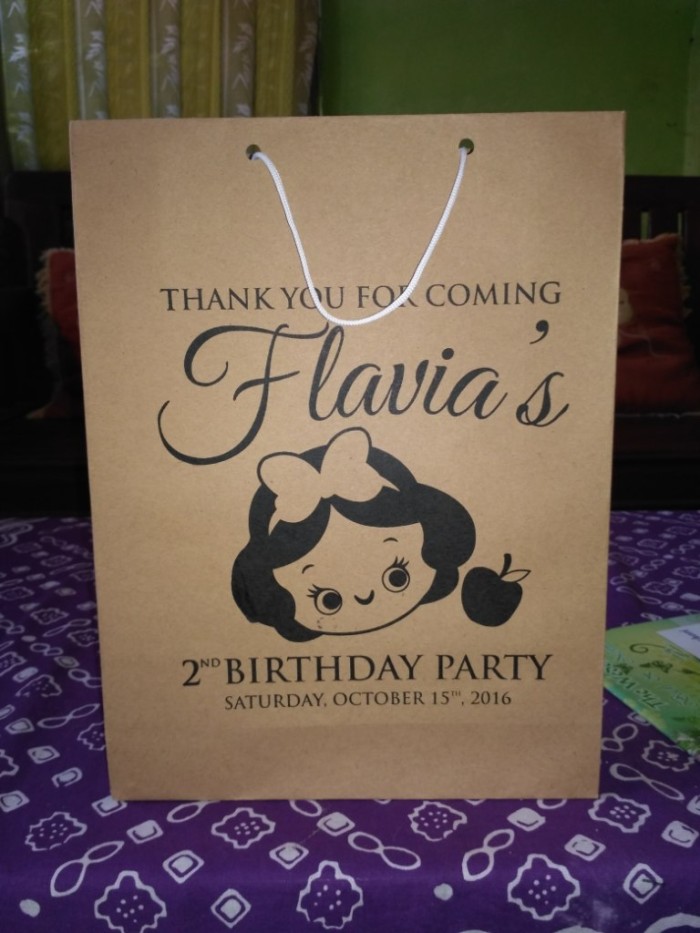 THANK YOU FOR COMING
Flavia's
2ND BIRTHDAY PARTY
SATURDAY, OCTOBER 15TH, 2016